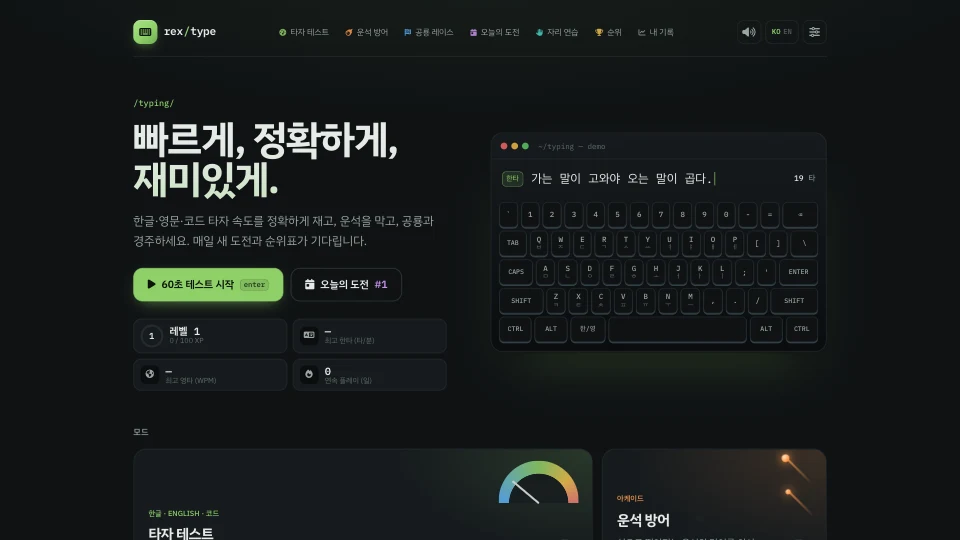 rex/type
타자 테스트
운석 방어
공룡 레이스
오늘의 도전
자리 연습
순위
내 기록
KO EN
/typing/
빠르게, 정확하게,
재미있게.
한글·영문·코드 타자 속도를 정확하게 재고, 운석을 막고, 공룡과
경주하세요. 매일 새 도전과 순위표가 기다립니다.
60초 테스트 시작 enter
오늘의 도전 #1
1 레벨 1
0 / 100 XP
—
최고 한타 (타/분)
—
최고 영타 (WPM)
0
연속 플레이 (일)
~/typing — demo
한타 가는 말이 고와야 오는 말이 곱다. 19 타
` 1 2 3 4 5 6 7 8 9 0 - =
TAB Q W E R T Y U I O P [ ] \
ㅂ ㅈ ㄷ ㄱ ㅅ ㅛ ㅕ ㅑ ㅐ ㅔ
CAPS A S D F G H J K L ; ' ENTER
ㅁ ㄴ ㅇ ㄹ ㅎ ㅗ ㅓ ㅏ ㅣ
SHIFT Z X C V B N M , . / SHIFT
ㅋ ㅌ ㅊ ㅍ ㅠ ㅜ ㅡ
CTRL ALT 한/영 ALT CTRL
모드
한글 · ENGLISH · 코드
타자 테스트
아케이드
운석 방어